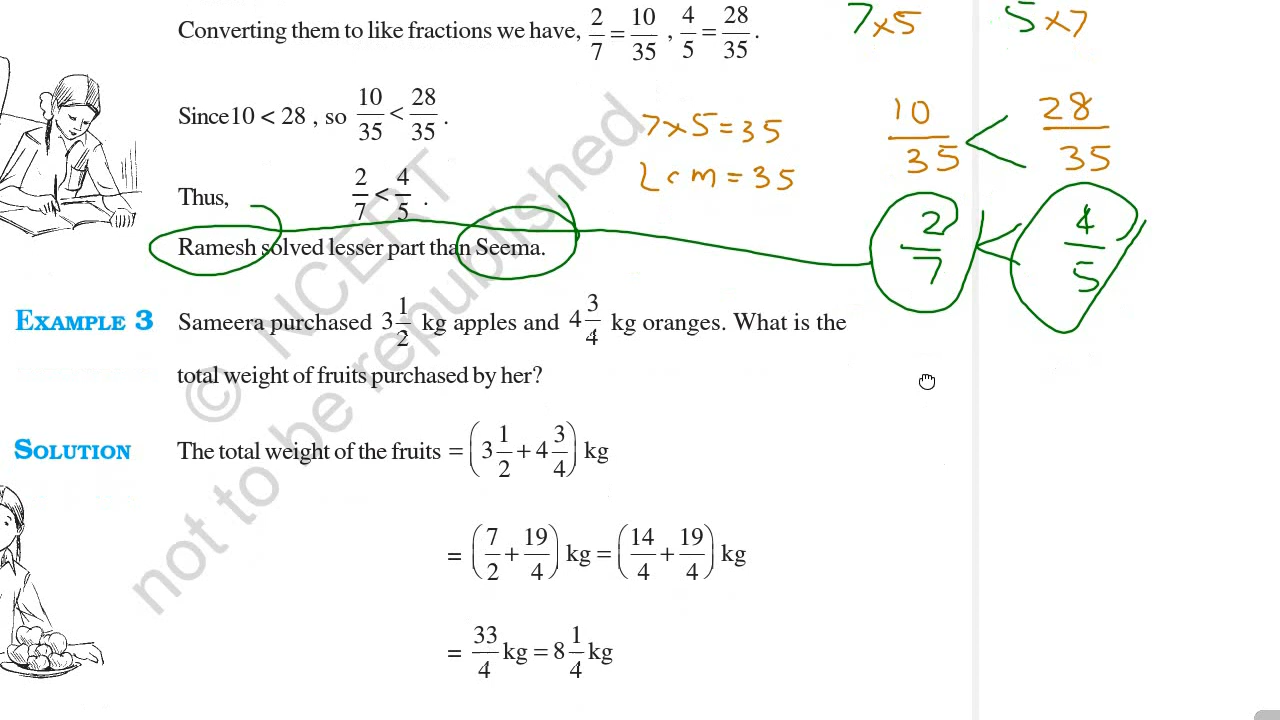 Converting them to like fractions we have, 2/7 = 10/35 , 4/5 = 28/35 .
7×5 5×7
Since10 < 28 , so 10/35 < 28/35 .
7×5=35
10/35 < 28/35
Lcm=35
Thus, 2/7 < 4/5 .
2/7 < 4/5
Ramesh solved lesser part than Seema.
EXAMPLE 3 Sameera purchased 3 1/2 kg apples and 4 3/4 kg oranges. What is the
total weight of fruits purchased by her?
SOLUTION The total weight of the fruits = (3 1/2 + 4 3/4) kg
= (7/2 + 19/4) kg = (14/4 + 19/4) kg
= 33/4 kg = 8 1/4 kg
© NCERT
not to be republished